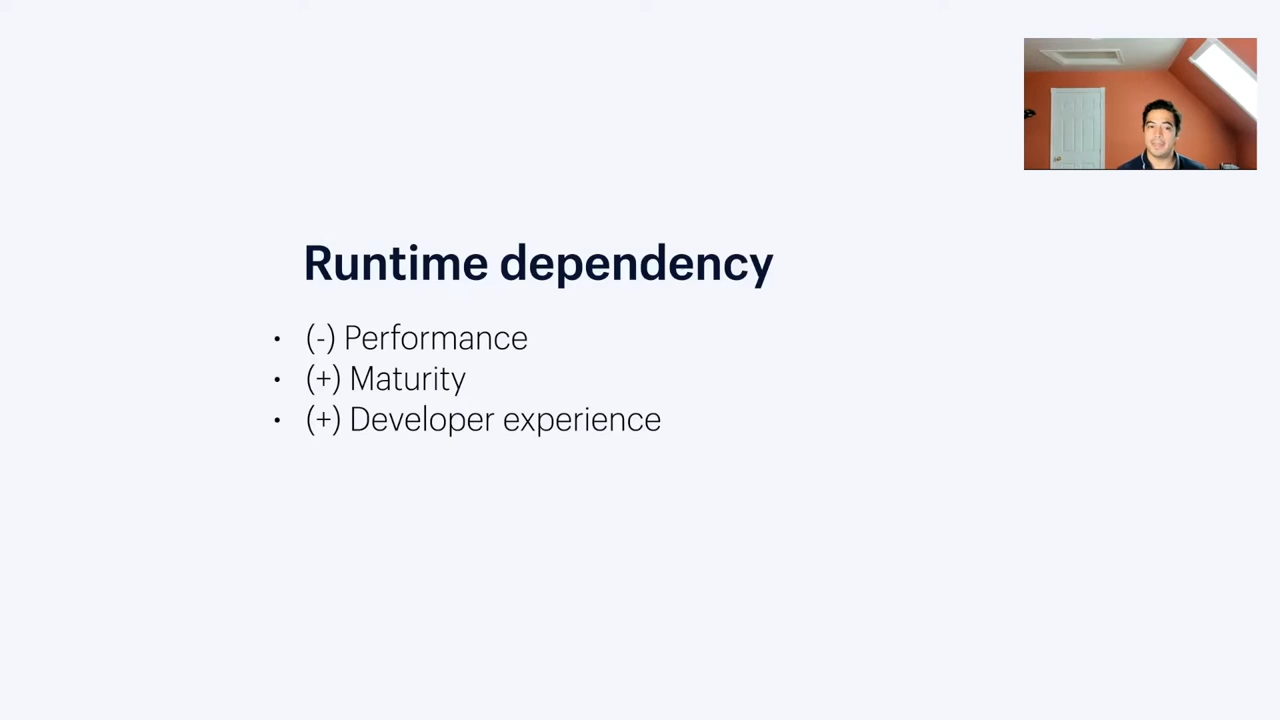 Runtime dependency
• (-) Performance
• (+) Maturity
• (+) Developer experience